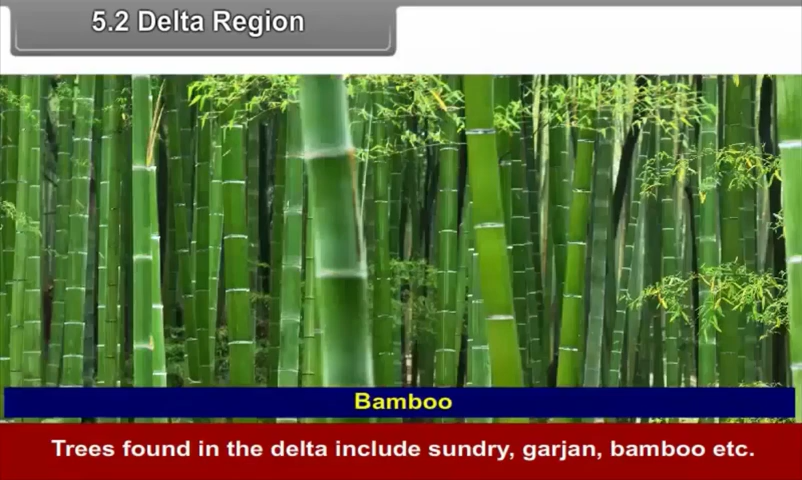 5.2 Delta Region
Bamboo
Trees found in the delta include sundry, garjan, bamboo etc.